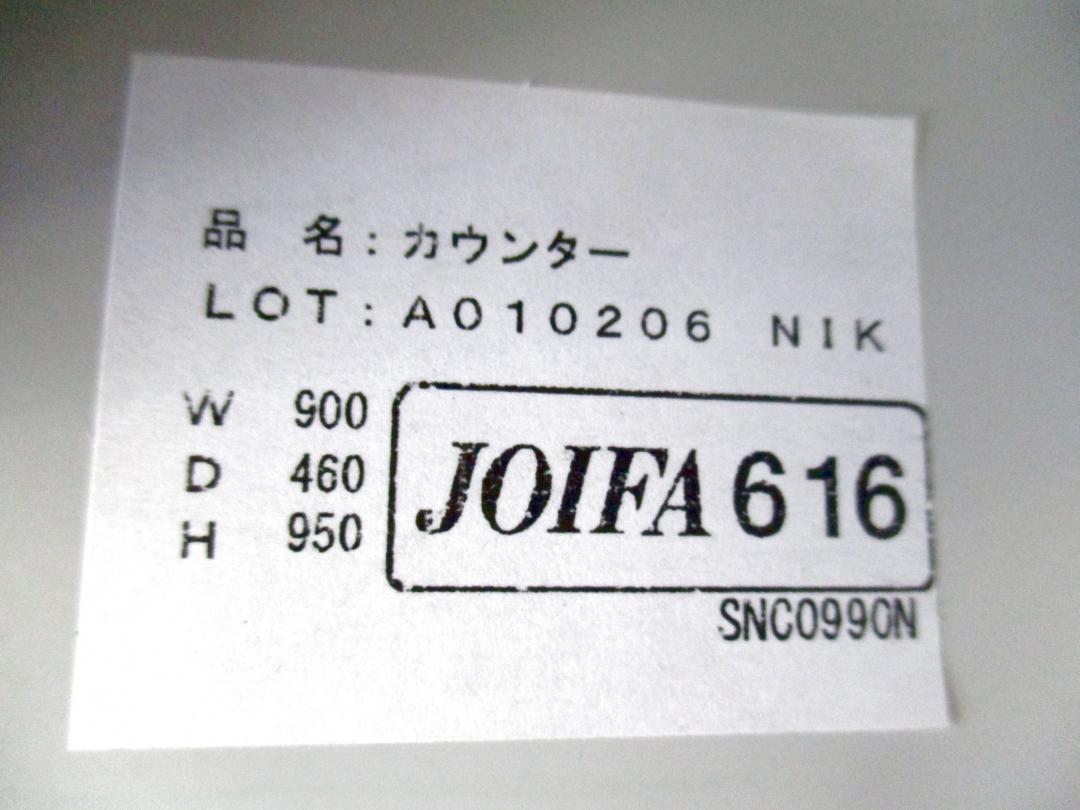 品　名：カウンター
LOT：A010206　NIK
W 900
D 460
H 950
JOIFA 616
SNC0990N